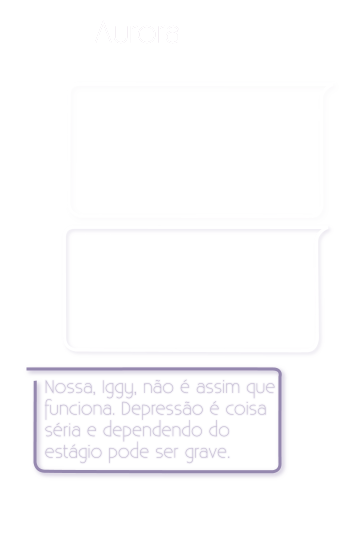 Aurora
Nossa, Iggy, não é assim que
funciona. Depressão é coisa
séria e dependendo do
estágio pode ser grave.